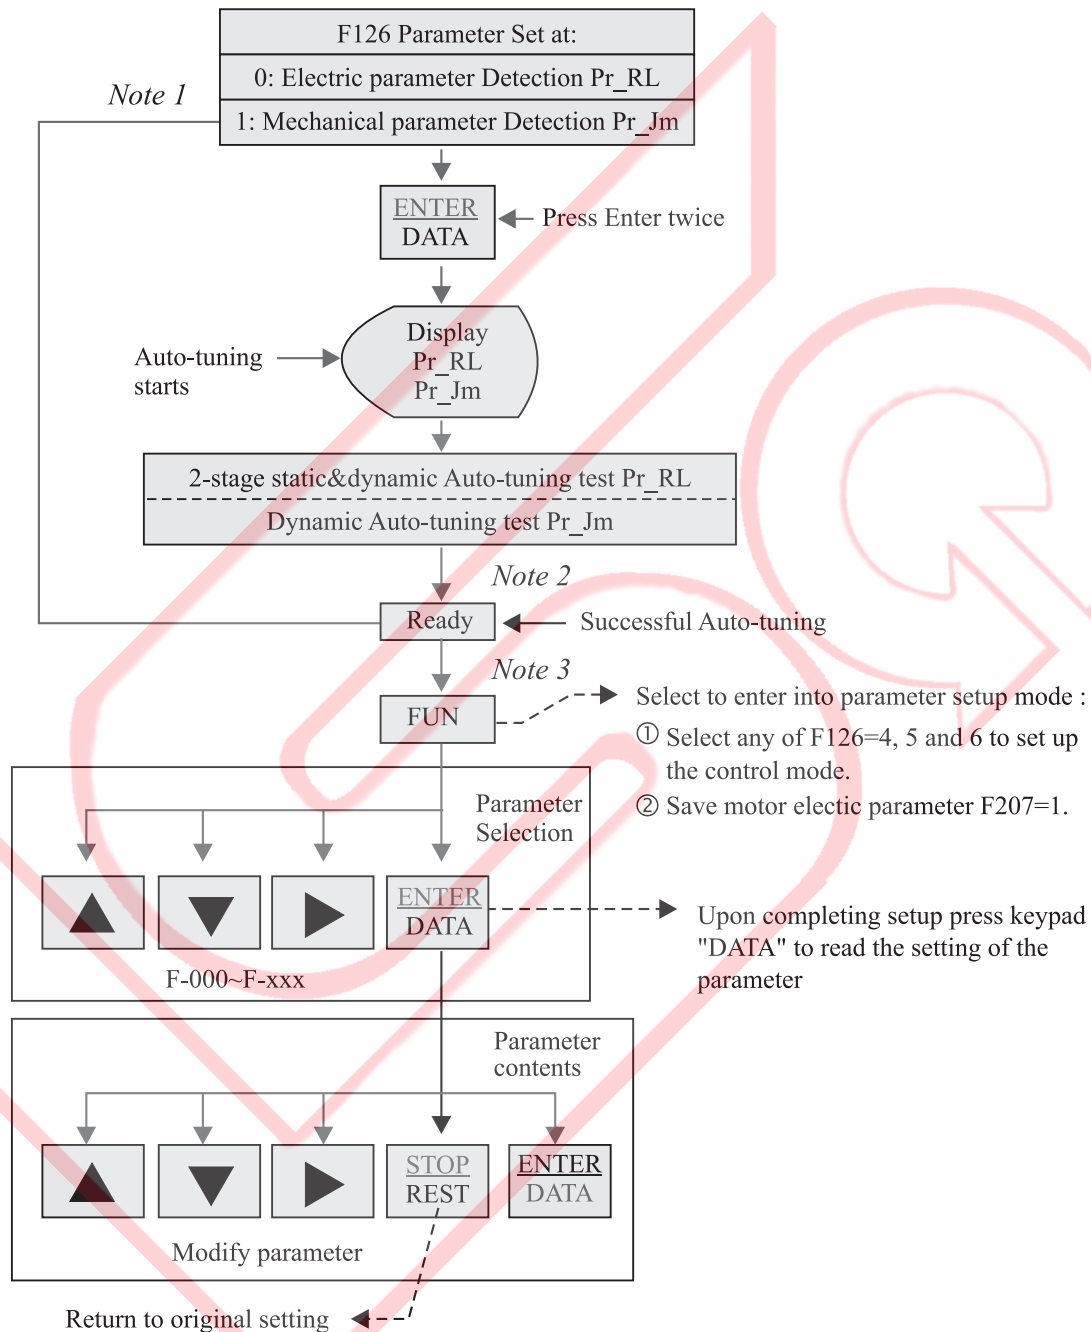 F126 Parameter Set at:
0: Electric parameter Detection Pr_RL
Note 1
1: Mechanical parameter Detection Pr_Jm
ENTER
DATA
Press Enter twice
Display
Pr_RL
Pr_Jm
Auto-tuning
starts
2-stage static&dynamic Auto-tuning test Pr_RL
Dynamic Auto-tuning test Pr_Jm
Note 2
Ready
Successful Auto-tuning
Note 3
FUN
Select to enter into parameter setup mode :
① Select any of F126=4, 5 and 6 to set up
the control mode.
② Save motor electic parameter F207=1.
Parameter
Selection
ENTER
DATA
F-000~F-xxx
Upon completing setup press keypad
"DATA" to read the setting of the
parameter
Parameter
contents
STOP
REST
ENTER
DATA
Modify parameter
Return to original setting